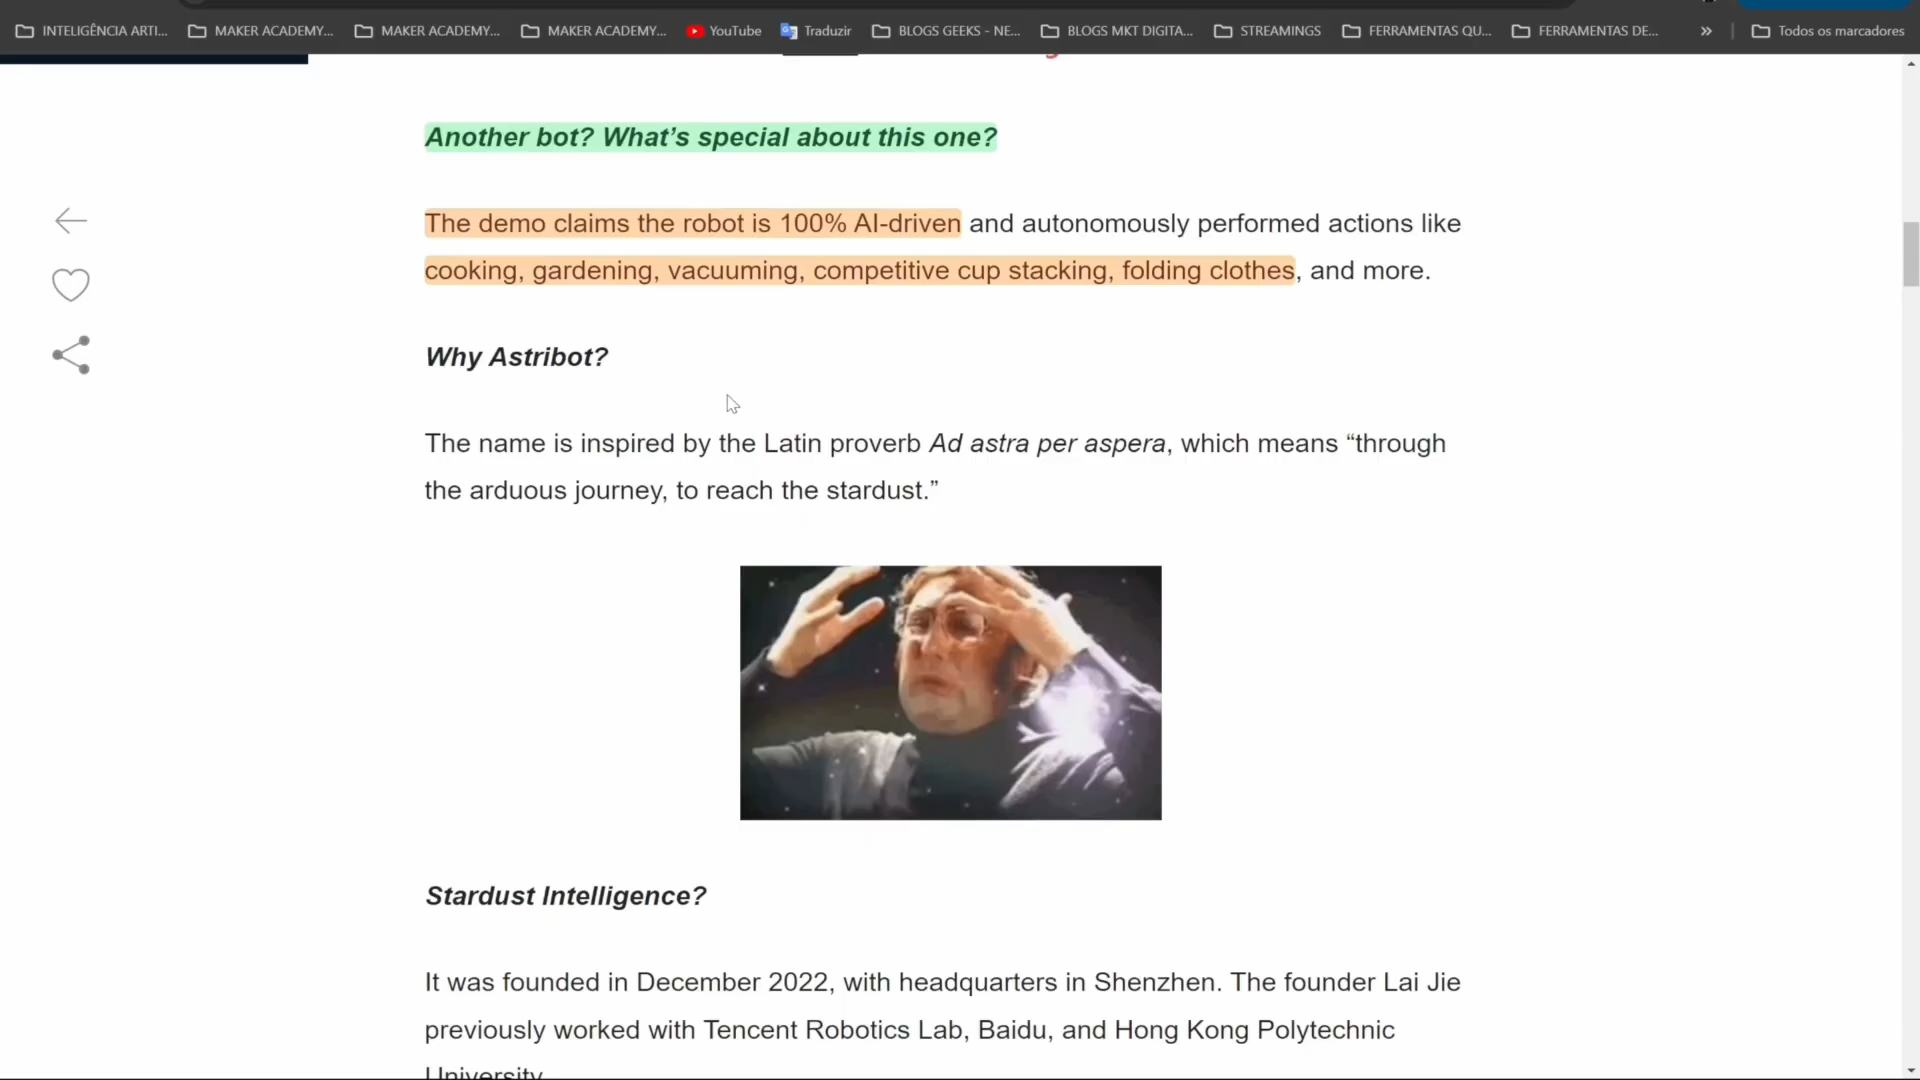 INTELIGÊNCIA ARTI... MAKER ACADEMY... MAKER ACADEMY... MAKER ACADEMY... YouTube Traduzir BLOGS GEEKS - NE... BLOGS MKT DIGITA... STREAMINGS FERRAMENTAS QU... FERRAMENTAS DE... » Todos os marcadores
Another bot? What’s special about this one?
The demo claims the robot is 100% AI-driven and autonomously performed actions like
cooking, gardening, vacuuming, competitive cup stacking, folding clothes, and more.
Why Astribot?
The name is inspired by the Latin proverb Ad astra per aspera, which means “through
the arduous journey, to reach the stardust.”
Stardust Intelligence?
It was founded in December 2022, with headquarters in Shenzhen. The founder Lai Jie
previously worked with Tencent Robotics Lab, Baidu, and Hong Kong Polytechnic
University.